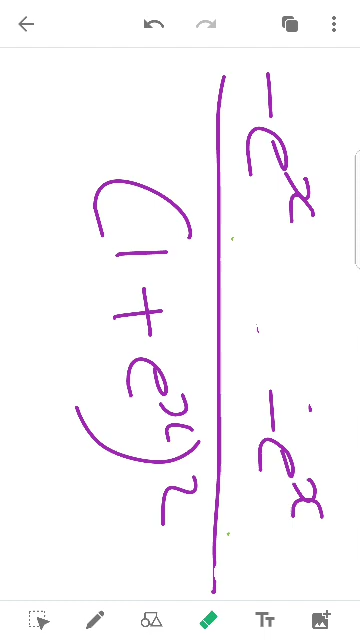 -eˣ -eˣ
(1 + eˣ)²